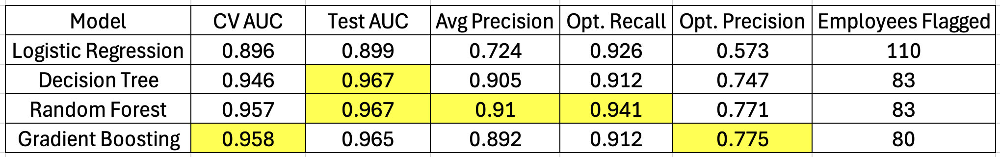 Model CV AUC Test AUC Avg Precision Opt. Recall Opt. Precision Employees Flagged
Logistic Regression 0.896 0.899 0.724 0.926 0.573 110
Decision Tree 0.946 0.967 0.905 0.912 0.747 83
Random Forest 0.957 0.967 0.91 0.941 0.771 83
Gradient Boosting 0.958 0.965 0.892 0.912 0.775 80